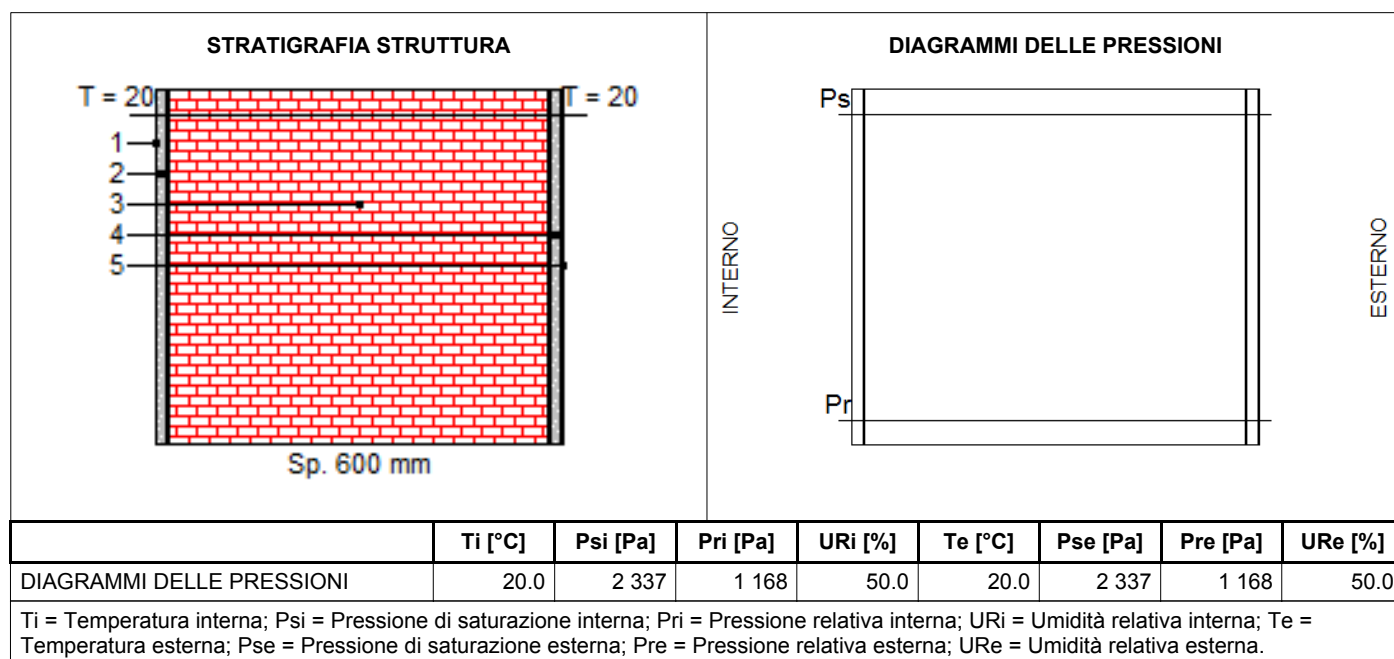 STRATIGRAFIA STRUTTURA
T = 20
T = 20
1
2
3
4
5
Sp. 600 mm
DIAGRAMMI DELLE PRESSIONI
Ps
Pr
INTERNO
ESTERNO
Ti [°C] Psi [Pa] Pri [Pa] URi [%] Te [°C] Pse [Pa] Pre [Pa] URe [%]
DIAGRAMMI DELLE PRESSIONI 20.0 2 337 1 168 50.0 20.0 2 337 1 168 50.0
Ti = Temperatura interna; Psi = Pressione di saturazione interna; Pri = Pressione relativa interna; URi = Umidità relativa interna; Te =
Temperatura esterna; Pse = Pressione di saturazione esterna; Pre = Pressione relativa esterna; URe = Umidità relativa esterna.